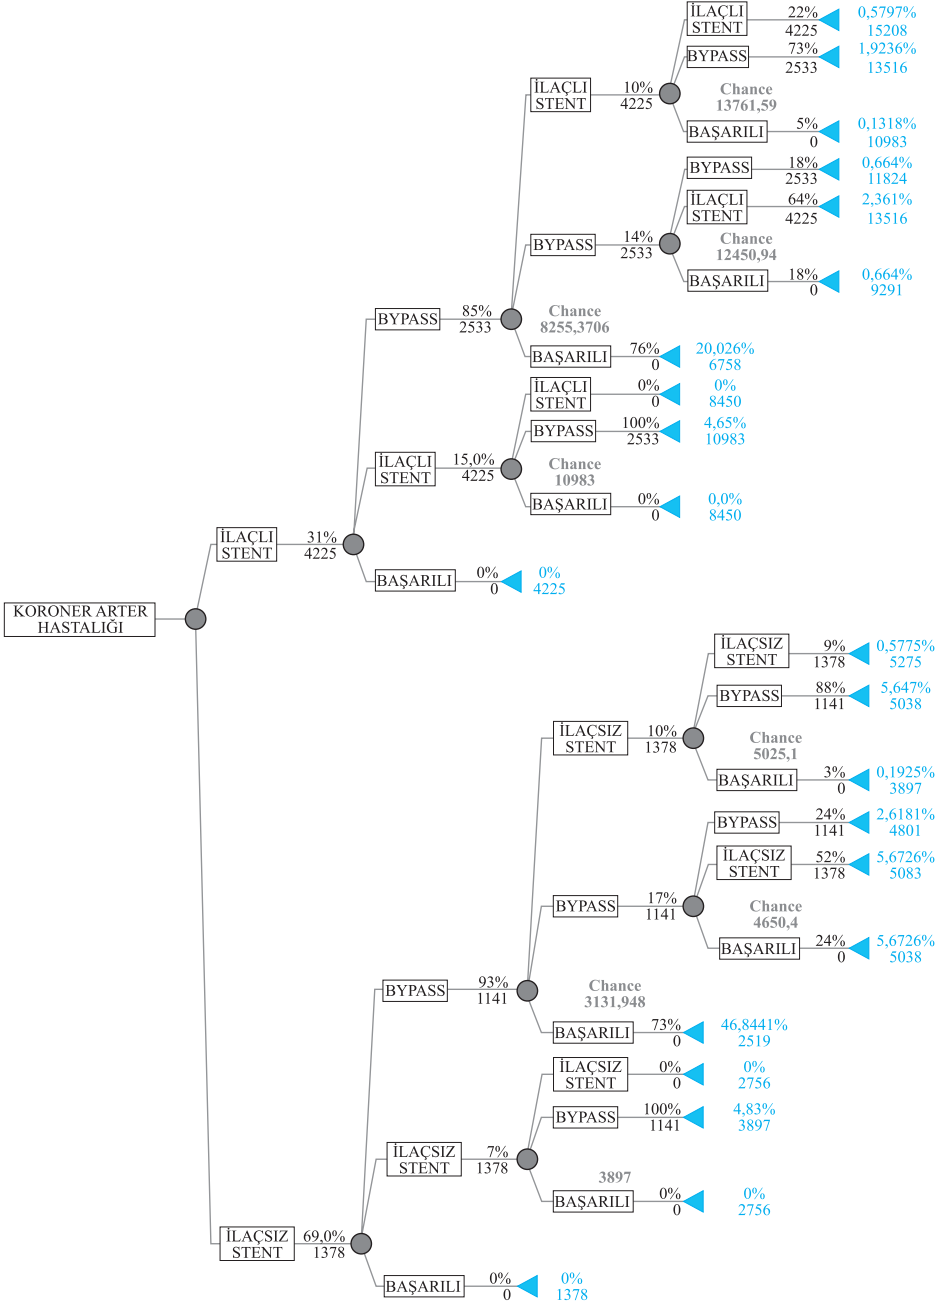 İLAÇLI
STENT
22%
4225
0,5797%
15208
BYPASS
73%
2533
1,9236%
13516
Chance
13761,59
İLAÇLI
STENT
10%
4225
BAŞARILI
5%
0
0,1318%
10983
BYPASS
18%
2533
0,664%
11824
İLAÇLI
STENT
64%
4225
2,361%
13516
Chance
12450,94
BYPASS
14%
2533
BAŞARILI
18%
0
0,664%
9291
BYPASS
85%
2533
Chance
8255,3706
BAŞARILI
76%
0
20,026%
6758
İLAÇLI
STENT
0%
0
0%
8450
BYPASS
100%
2533
4,65%
10983
İLAÇLI
STENT
15,0%
4225
Chance
10983
BAŞARILI
0%
0
0,0%
8450
İLAÇLI
STENT
31%
4225
BAŞARILI
0%
0
0%
4225
KORONER ARTER
HASTALIĞI
İLAÇSIZ
STENT
9%
1378
0,5775%
5275
BYPASS
88%
1141
5,647%
5038
İLAÇSIZ
STENT
10%
1378
Chance
5025,1
BAŞARILI
3%
0
0,1925%
3897
BYPASS
24%
1141
2,6181%
4801
İLAÇSIZ
STENT
52%
1378
5,6726%
5083
BYPASS
17%
1141
Chance
4650,4
BAŞARILI
24%
0
5,6726%
5038
BYPASS
93%
1141
Chance
3131,948
BAŞARILI
73%
0
46,8441%
2519
İLAÇSIZ
STENT
0%
0
0%
2756
BYPASS
100%
1141
4,83%
3897
İLAÇSIZ
STENT
7%
1378
3897
BAŞARILI
0%
0
0%
2756
İLAÇSIZ
STENT
69,0%
1378
BAŞARILI
0%
0
0%
1378